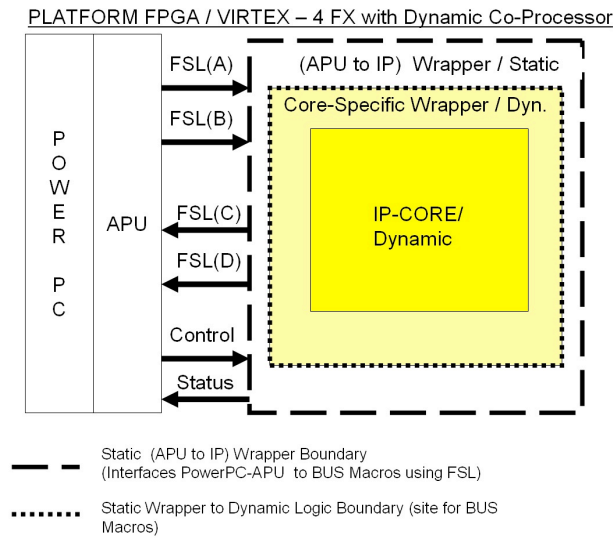 PLATFORM FPGA / VIRTEX – 4 FX with Dynamic Co-Processor
POWER PC
APU
FSL(A)
FSL(B)
FSL(C)
FSL(D)
Control
Status
(APU to IP) Wrapper / Static
Core-Specific Wrapper / Dyn.
IP-CORE/
Dynamic
Static (APU to IP) Wrapper Boundary
(Interfaces PowerPC-APU to BUS Macros using FSL)
Static Wrapper to Dynamic Logic Boundary (site for BUS
Macros)